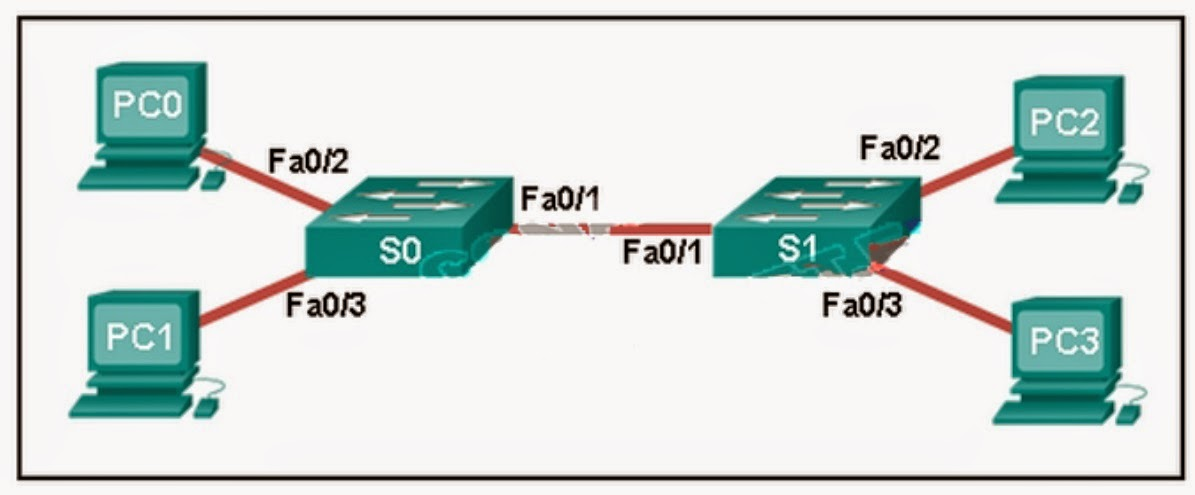 PC0
Fa0/2
Fa0/2
PC2
Fa0/1
S0
Fa0/1
S1
Fa0/3
Fa0/3
PC1
PC3